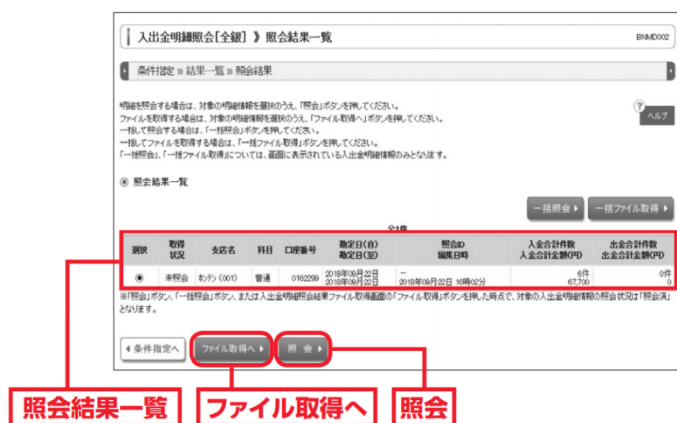 入出金明細照会[全銀] 》 照会結果一覧
BNMD002
条件指定 » 結果一覧 » 照会結果
明細を照会する場合は、対象の明細情報を選択のうえ、「照会」ボタンを押してください。
ファイルを取得する場合は、対象の明細情報を選択のうえ、「ファイル取得へ」ボタンを押してください。
一括して照会する場合は、「一括照会」ボタンを押してください。
一括してファイルを取得する場合は、「一括ファイル取得」ボタンを押してください。
「一括照会」、「一括ファイル取得」については、画面に表示されている入出金明細情報のみとなります。
? ヘルプ
照会結果一覧
一括照会 一括ファイル取得
全1件
選択 取得状況 支店名 科目 口座番号 勘定日(自) 勘定日(至) 照会ID 編集日時 入金合計件数 入金合計金額(円) 出金合計件数 出金合計金額(円)
未照会 ホンテン (001) 普通 0162299 2018年09月22日 2018年09月22日 － 2018年09月22日 16時02分 6件 67,700 0件 0
※「照会」ボタン、「一括照会」ボタン、または入出金明細照会結果ファイル取得画面の「ファイル取得」ボタンを押した時点で、対象の入出金明細情報の照会状況は「照会済」
となります。
条件指定へ ファイル取得へ 照 会
照会結果一覧 ファイル取得へ 照会